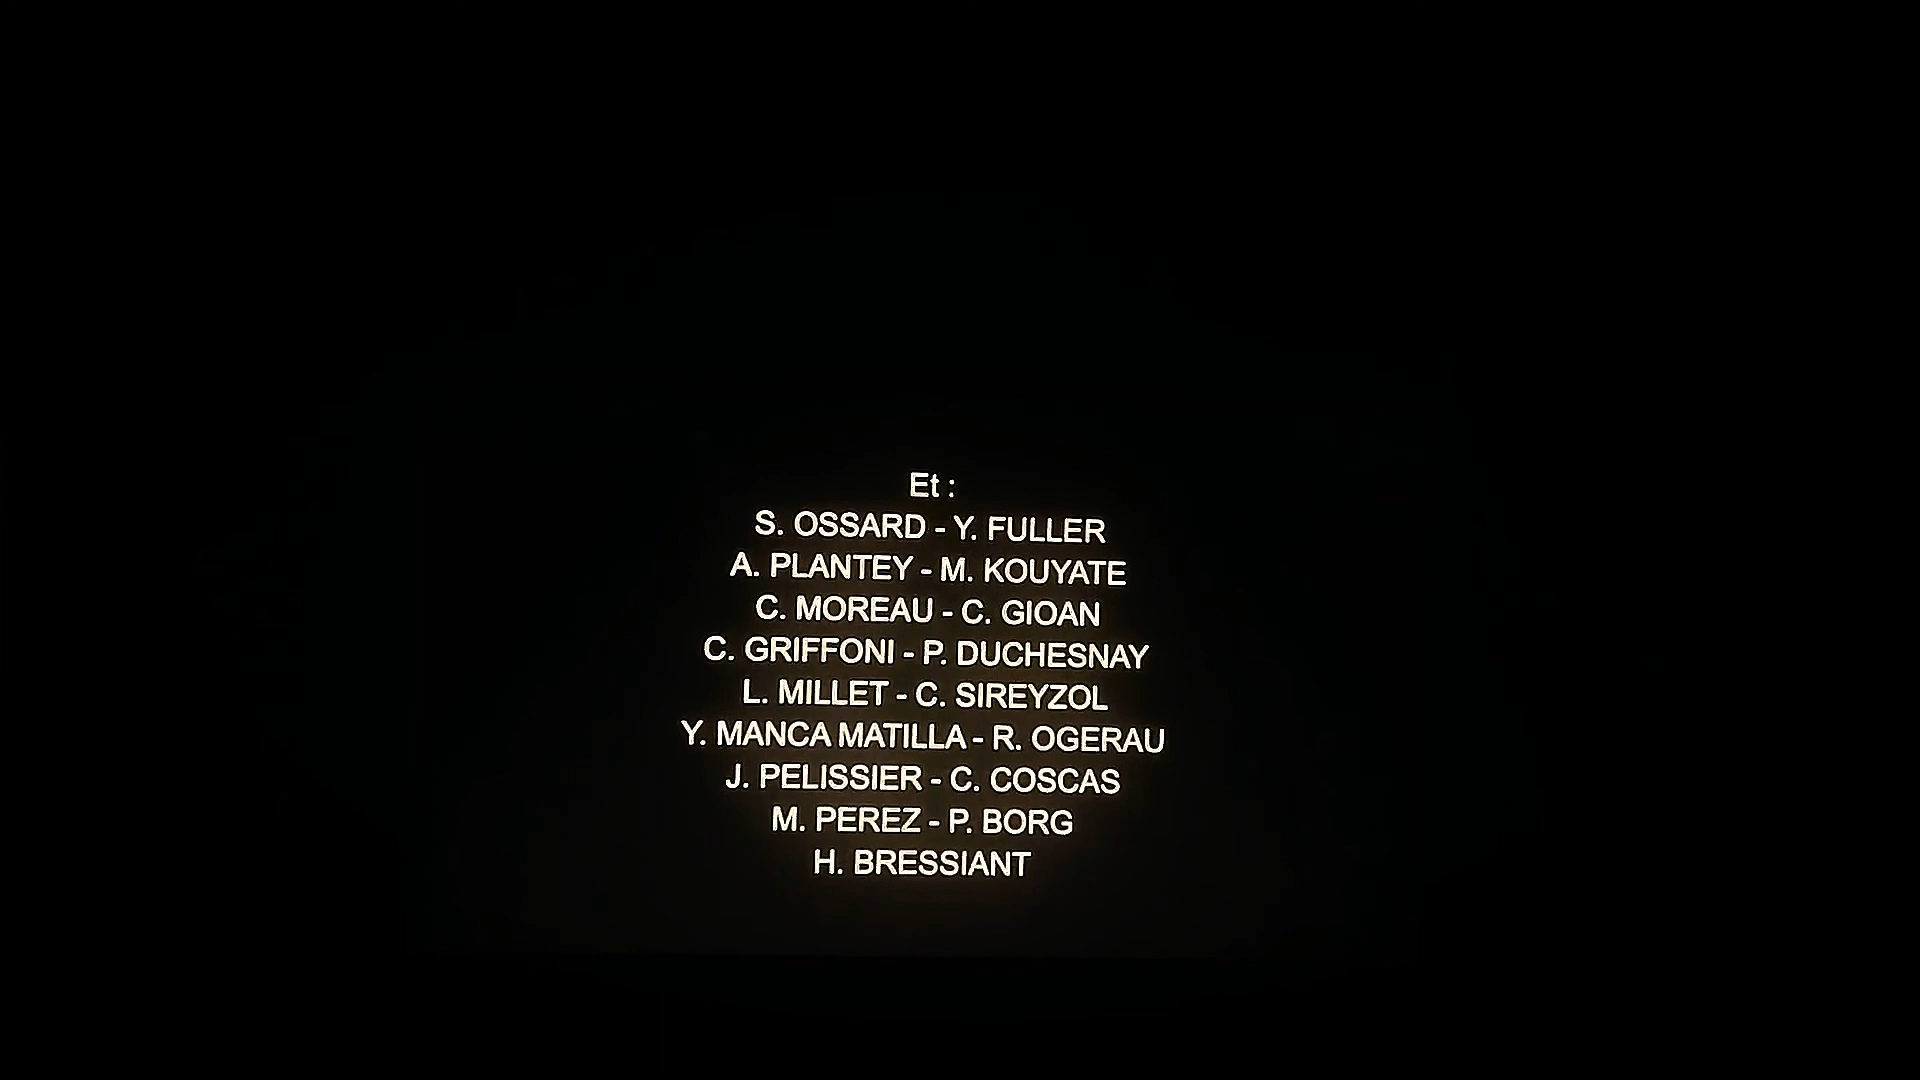 Et :
S. OSSARD - Y. FULLER
A. PLANTEY - M. KOUYATE
C. MOREAU - C. GIOAN
C. GRIFFONI - P. DUCHESNAY
L. MILLET - C. SIREYZOL
Y. MANCA MATILLA - R. OGERAU
J. PELISSIER - C. COSCAS
M. PEREZ - P. BORG
H. BRESSIANT